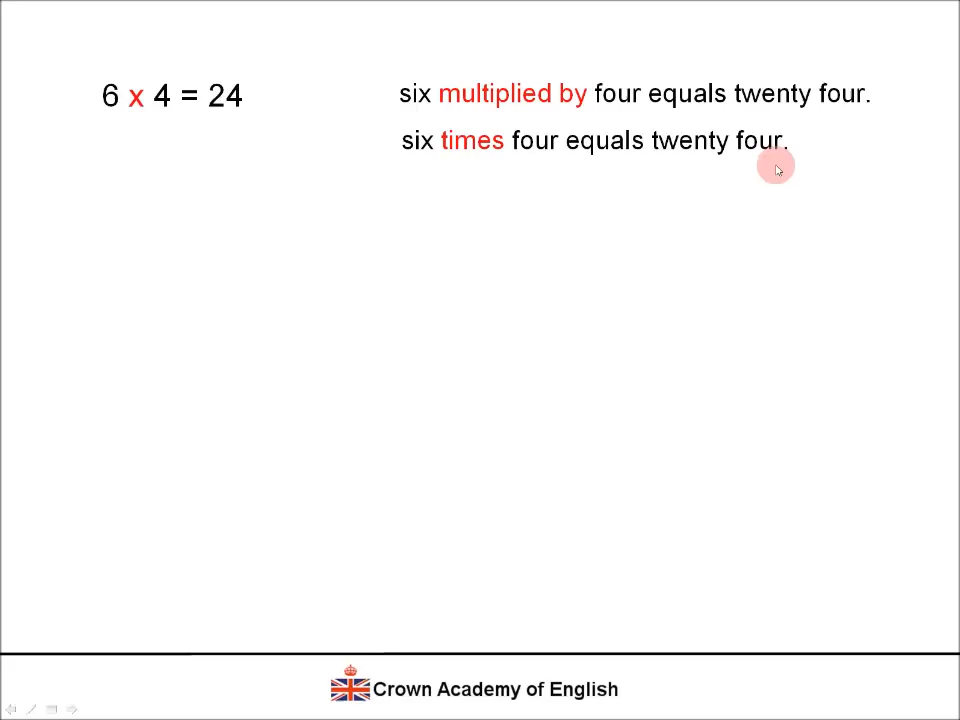 6 x 4 = 24
six multiplied by four equals twenty four.
six times four equals twenty four.
Crown Academy of English